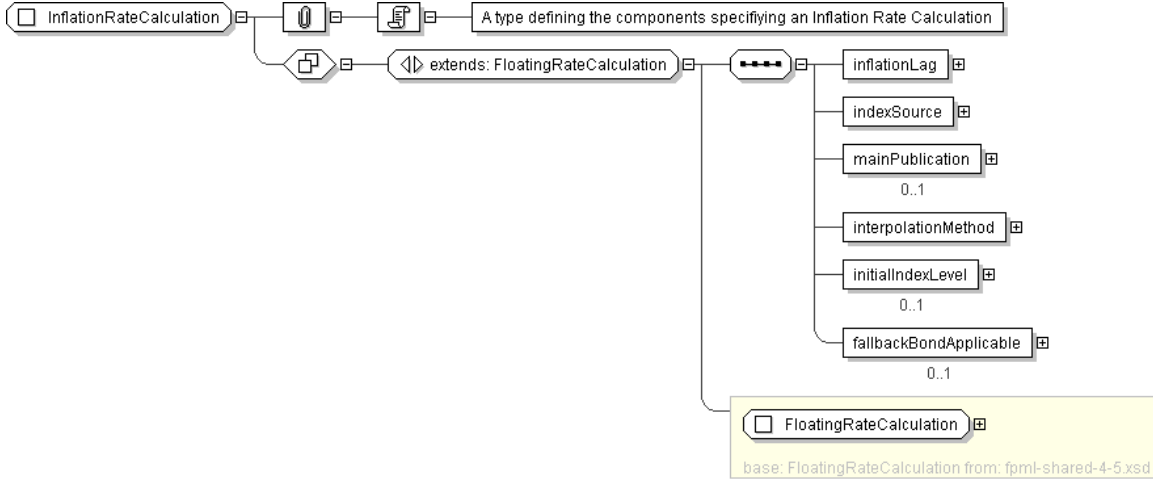 InflationRateCalculation
A type defining the components specifiying an Inflation Rate Calculation
extends: FloatingRateCalculation
inflationLag
indexSource
mainPublication
0..1
interpolationMethod
initialIndexLevel
0..1
fallbackBondApplicable
0..1
FloatingRateCalculation
base: FloatingRateCalculation from: fpml-shared-4-5.xsd